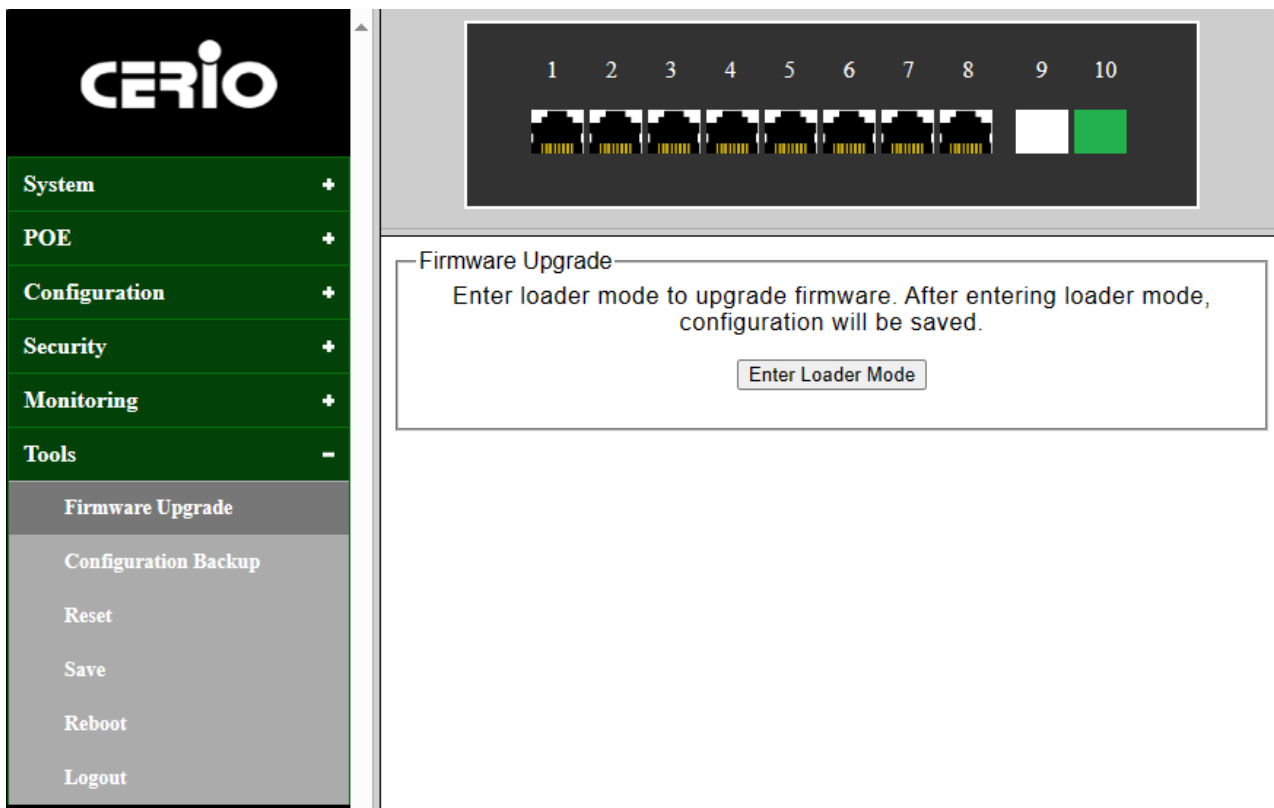 CERIO
System
POE
Configuration
Security
Monitoring
Tools
Firmware Upgrade
Configuration Backup
Reset
Save
Reboot
Logout
1 2 3 4 5 6 7 8 9 10
Firmware Upgrade
Enter loader mode to upgrade firmware. After entering loader mode,
configuration will be saved.
Enter Loader Mode